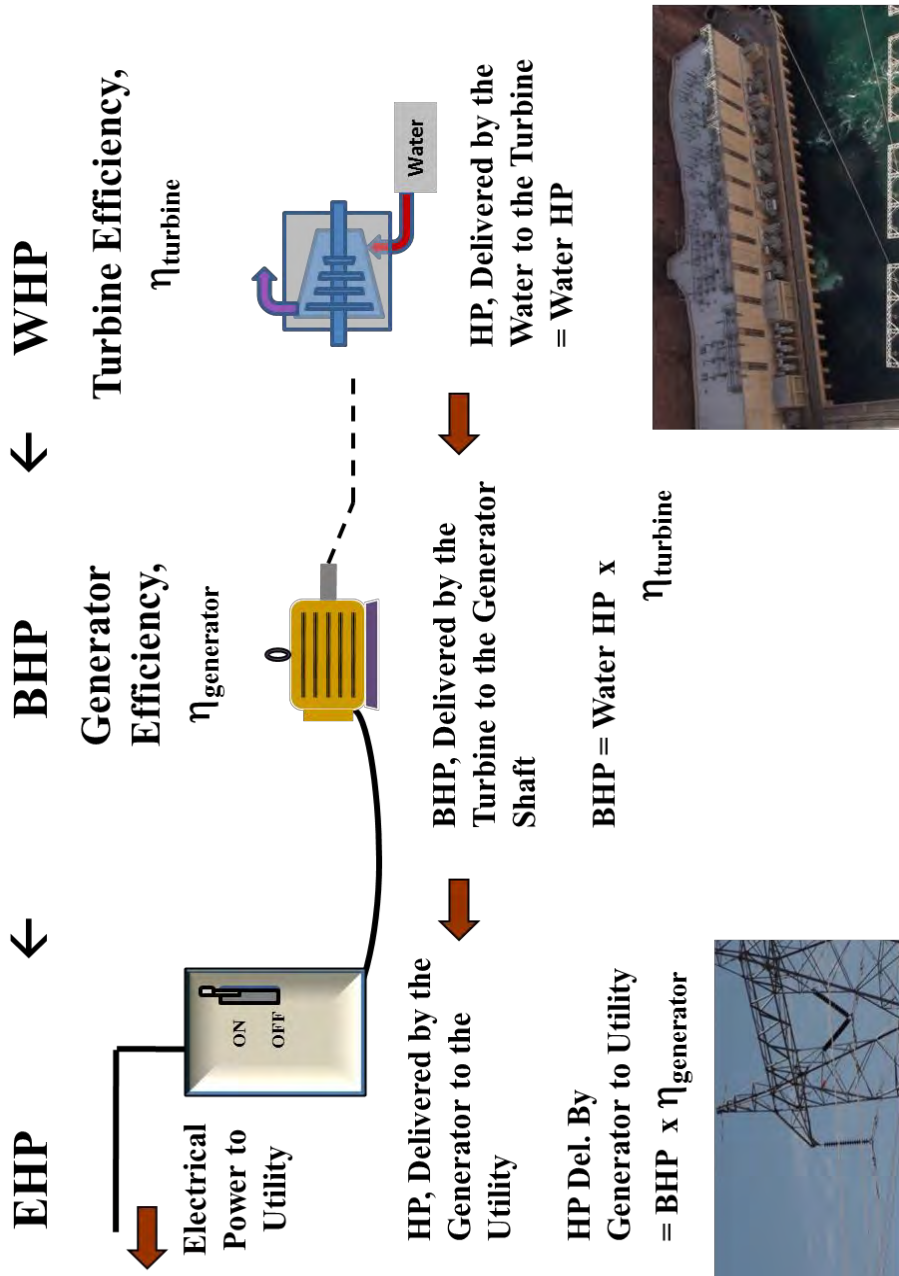 EHP ← BHP ← WHP
Electrical
Power to
Utility
ON
OFF
Generator
Efficiency,
ηgenerator
Turbine Efficiency,
ηturbine
Water
HP, Delivered by the
Generator to the
Utility
BHP, Delivered by the
Turbine to the Generator
Shaft
HP, Delivered by the
Water to the Turbine
= Water HP
HP Del. By
Generator to Utility
= BHP x ηgenerator
BHP = Water HP x
ηturbine